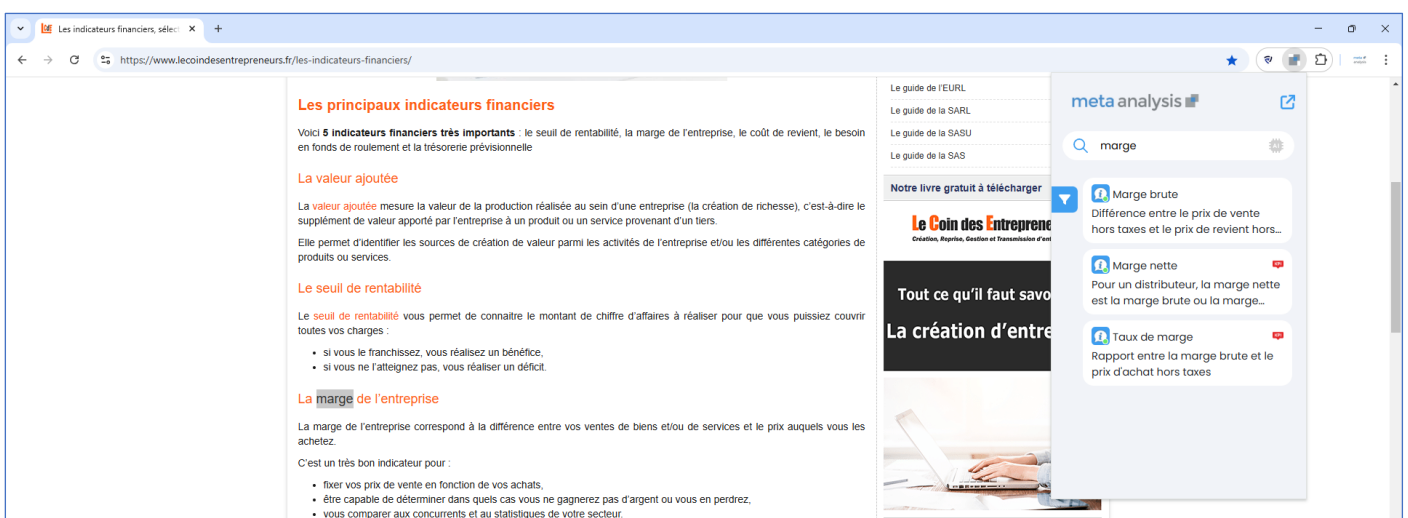 Les indicateurs financiers, sélec
https://www.lecoindesentrepreneurs.fr/les-indicateurs-financiers/
Les principaux indicateurs financiers
Voici 5 indicateurs financiers très importants : le seuil de rentabilité, la marge de l'entreprise, le coût de revient, le besoin
en fonds de roulement et la trésorerie prévisionnelle
La valeur ajoutée
La valeur ajoutée mesure la valeur de la production réalisée au sein d'une entreprise (la création de richesse), c'est-à-dire le
supplément de valeur apporté par l'entreprise à un produit ou un service provenant d'un tiers.
Elle permet d'identifier les sources de création de valeur parmi les activités de l'entreprise et/ou les différentes catégories de
produits ou services.
Le seuil de rentabilité
Le seuil de rentabilité vous permet de connaitre le montant de chiffre d'affaires à réaliser pour que vous puissiez couvrir
toutes vos charges :
• si vous le franchissez, vous réalisez un bénéfice,
• si vous ne l'atteignez pas, vous réaliser un déficit.
La marge de l'entreprise
La marge de l'entreprise correspond à la différence entre vos ventes de biens et/ou de services et le prix auquels vous les
achetez.
C'est un très bon indicateur pour :
• fixer vos prix de vente en fonction de vos achats,
• être capable de déterminer dans quels cas vous ne gagnerez pas d'argent ou vous en perdrez,
• vous comparer aux concurrents et au statistiques de votre secteur.
Le guide de l'EURL
Le guide de la SARL
Le guide de la SASU
Le guide de la SAS
Notre livre gratuit à télécharger
Le Coin des Entreprene
Création, Reprise, Gestion et Transmission d'ent
Tout ce qu'il faut savo
La création d'entre
meta analysis
marge
AI
Marge brute
Différence entre le prix de vente
hors taxes et le prix de revient hors...
Marge nette
KPI
Pour un distributeur, la marge nette
est la marge brute ou la marge...
Taux de marge
KPI
Rapport entre la marge brute et le
prix d'achat hors taxes